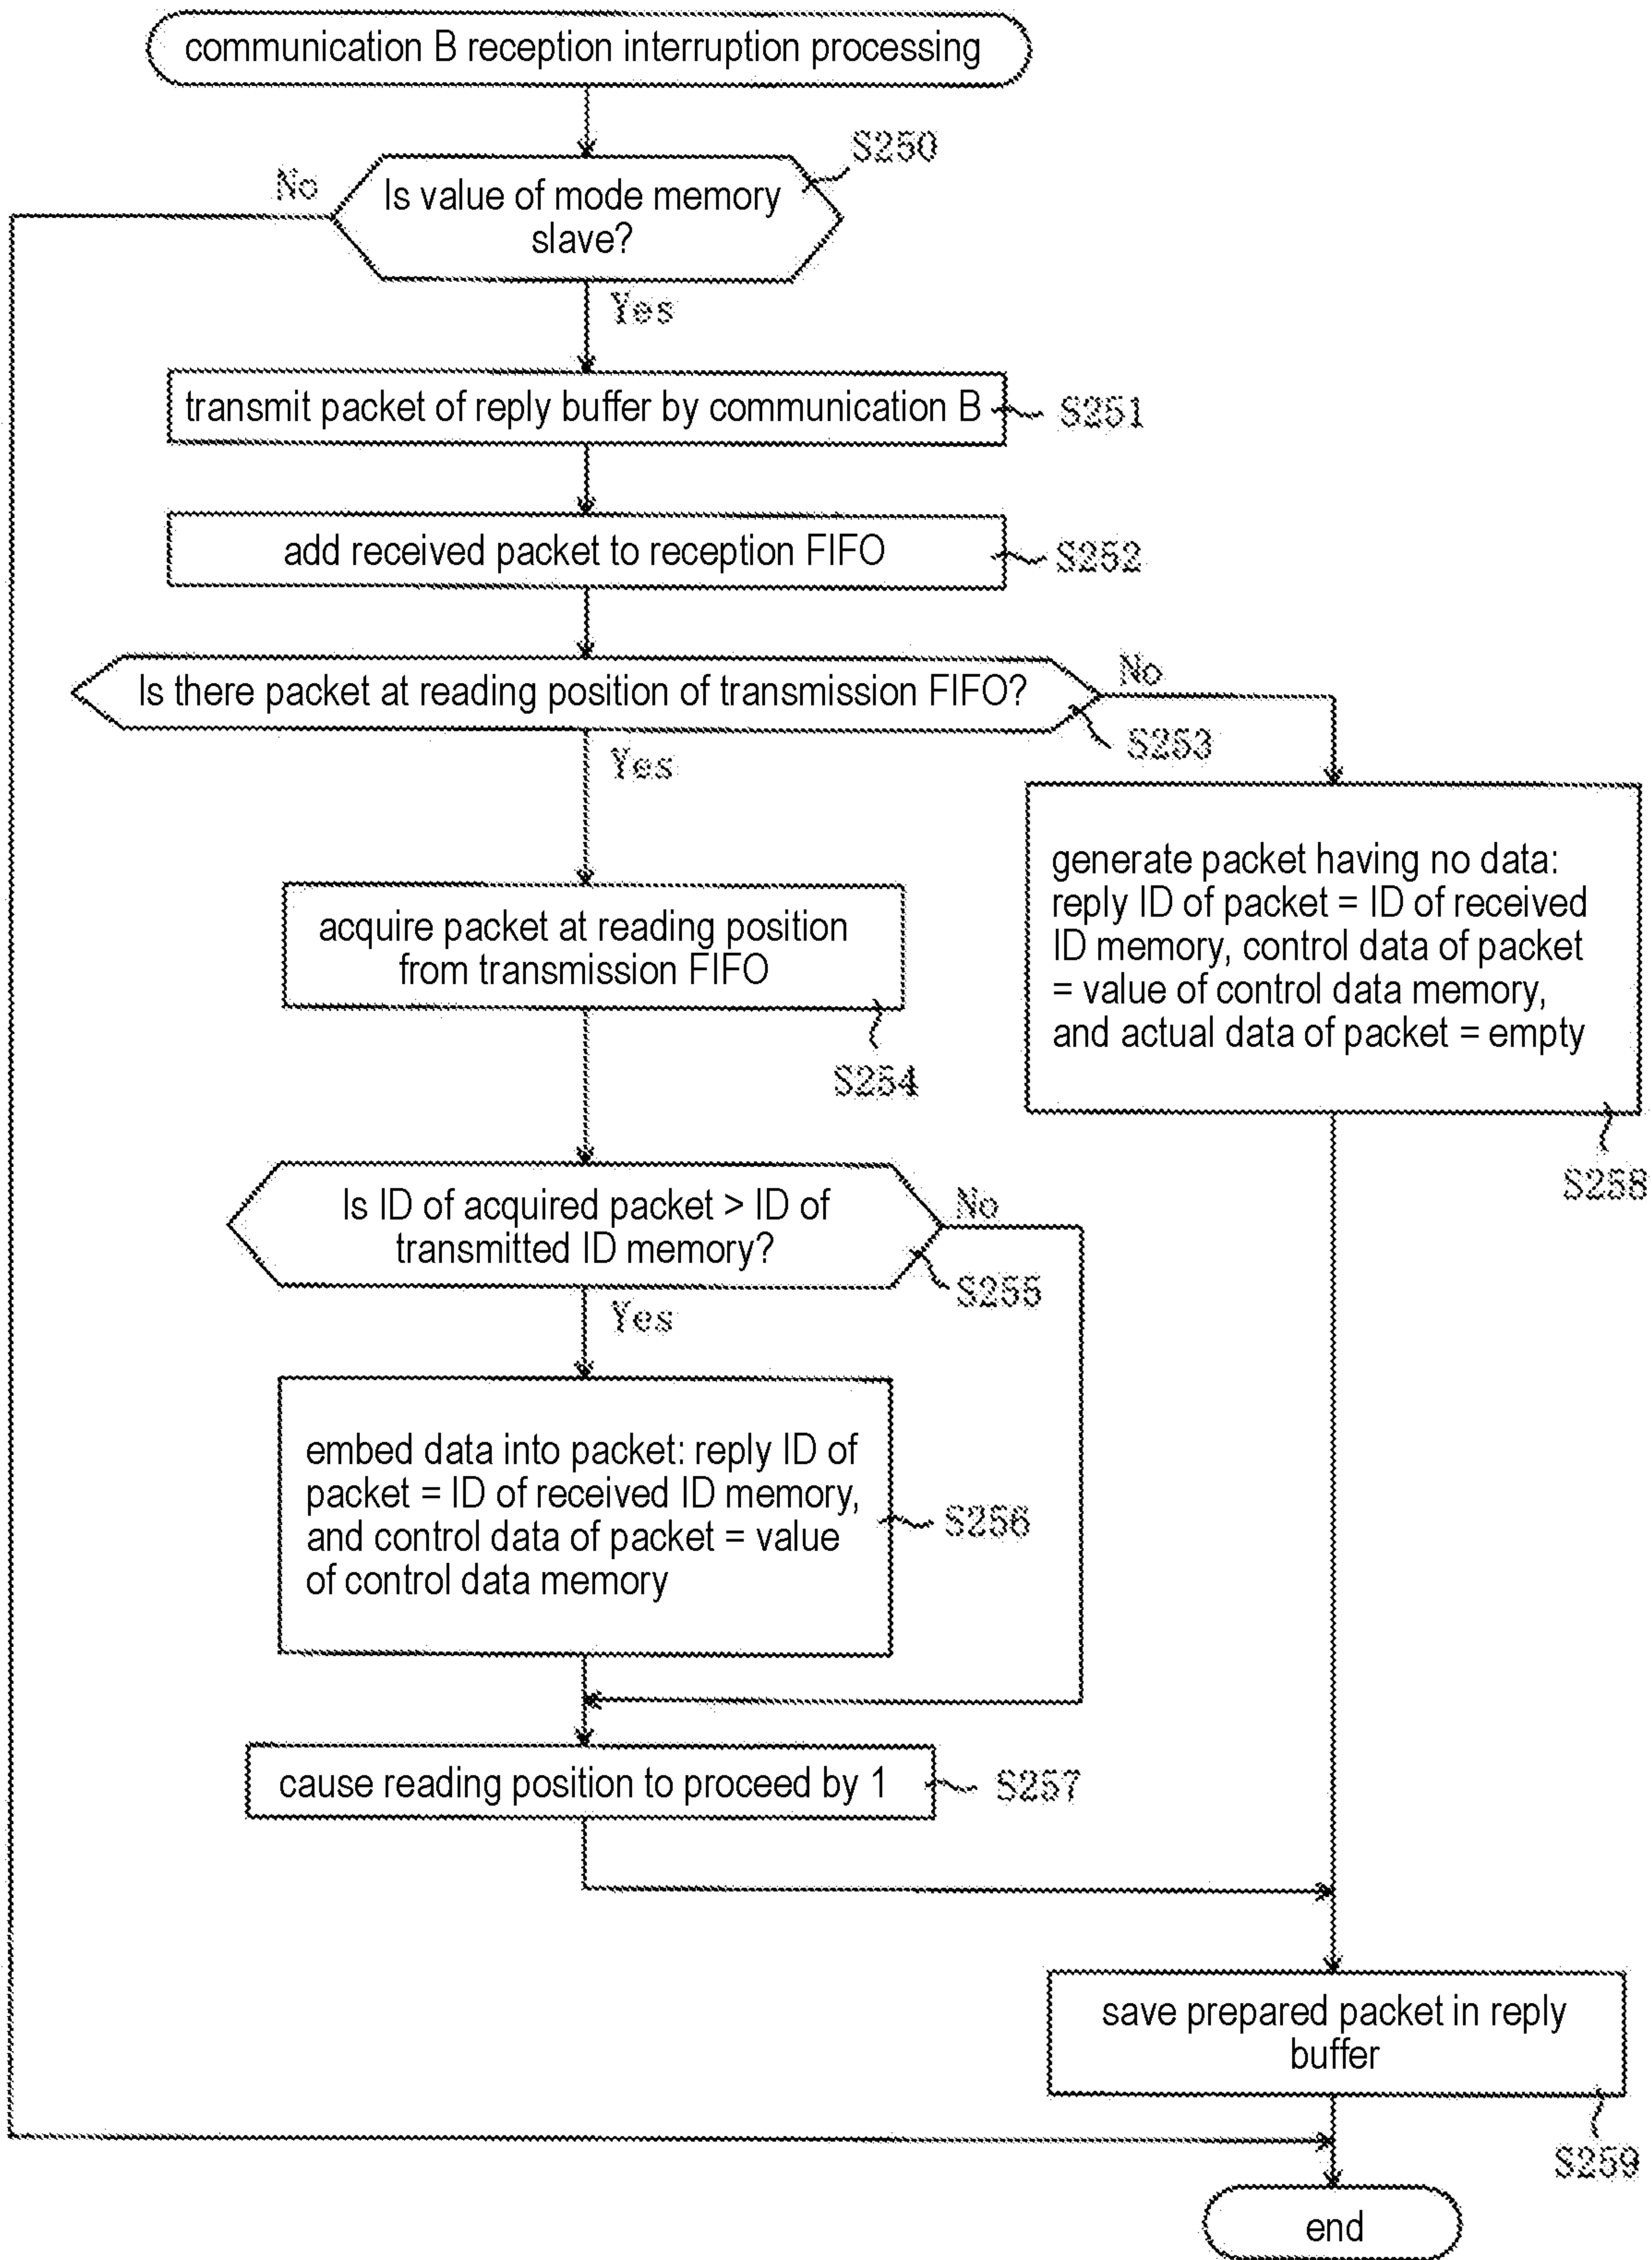 communication B reception interruption processing
S250
No
Is value of mode memory
slave?
Yes
transmit packet of reply buffer by communication B
S251
add received packet to reception FIFO
S252
Is there packet at reading position of transmission FIFO?
No
S253
Yes
generate packet having no data:
reply ID of packet = ID of received
ID memory, control data of packet
= value of control data memory,
and actual data of packet = empty
S258
acquire packet at reading position
from transmission FIFO
S254
Is ID of acquired packet > ID of
transmitted ID memory?
No
S255
Yes
embed data into packet: reply ID of
packet = ID of received ID memory,
and control data of packet = value
of control data memory
S256
cause reading position to proceed by 1
S257
save prepared packet in reply
buffer
S259
end